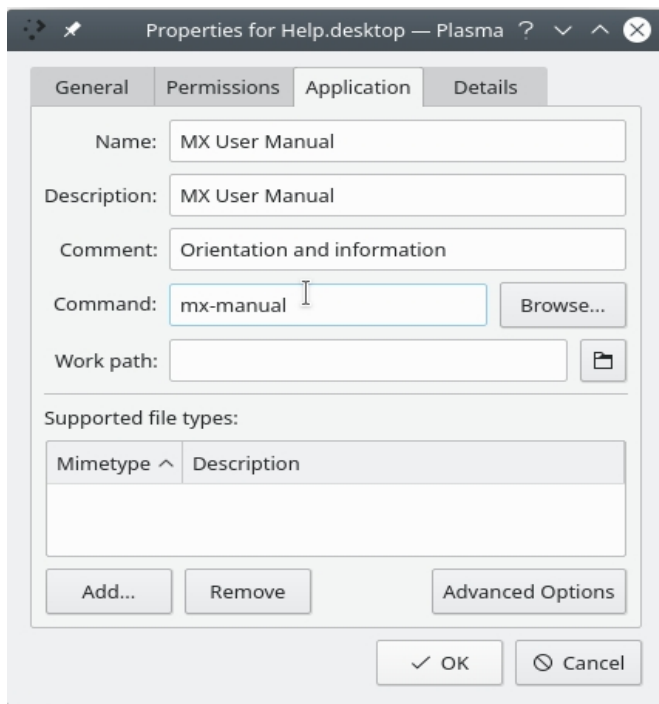 Properties for Help.desktop — Plasma ?
General Permissions Application Details
Name: MX User Manual
Description: MX User Manual
Comment: Orientation and information
Command: mx-manual Browse...
Work path:
Supported file types:
Mimetype Description
Add... Remove Advanced Options
OK Cancel